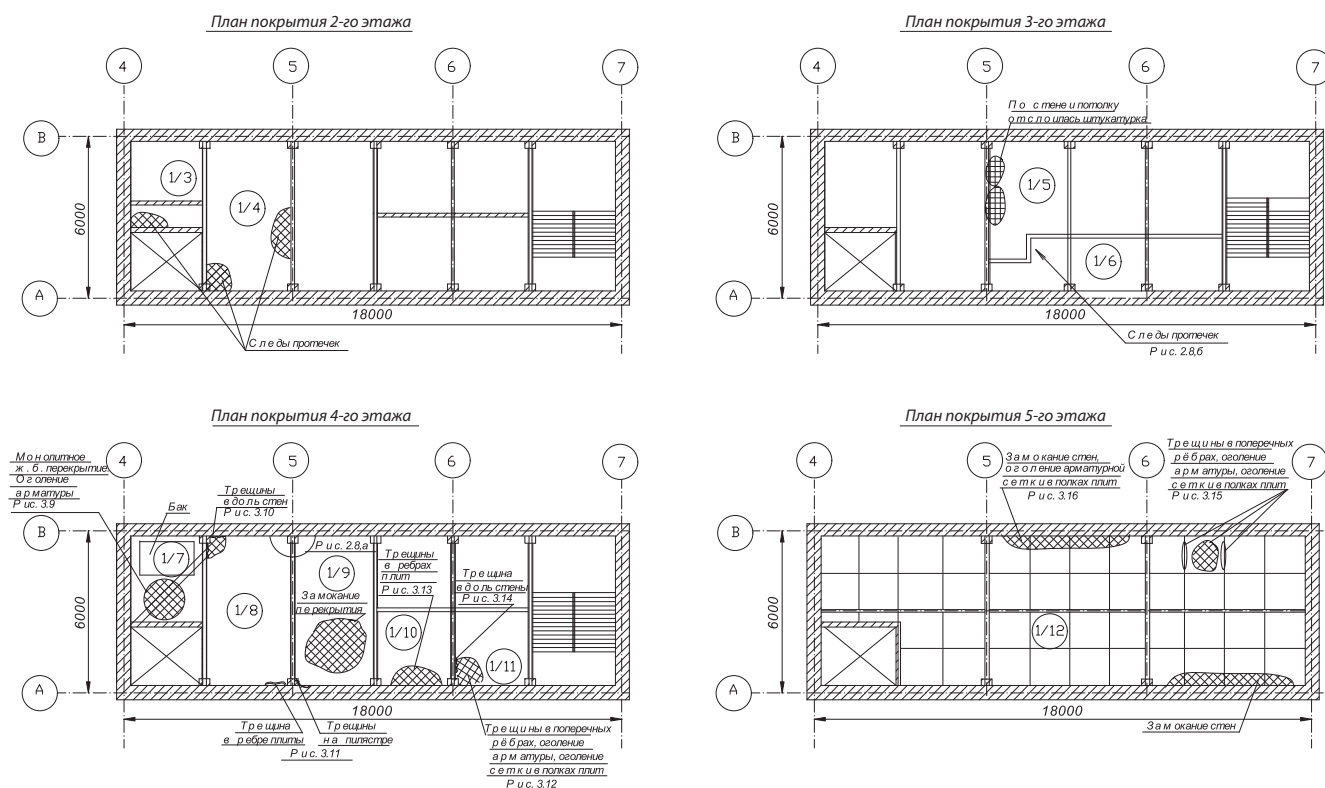 План покрытия 2-го этажа
4
5
6
7
В
А
1/3
1/4
6000
18000
Следы протечек
План покрытия 3-го этажа
4
5
6
7
По стене и потолку
отслоилась штукатурка
В
А
1/5
1/6
6000
18000
Следы протечек
Рис. 2.8,б
План покрытия 4-го этажа
4
5
6
7
Монолитное
ж.б. перекрытие.
Оголение
арматуры
Рис. 3.9
Бак
Трещины
вдоль стен
Рис. 3.10
В
А
1/7
1/8
Рис. 2.8,а
1/9
Замокание
перекрытия
Трещины
в ребрах
плит
Рис. 3.13
Трещина
вдоль стены
Рис. 3.14
1/10
1/11
6000
18000
Трещина
в ребре плиты
Трещины
на пилястре
Рис. 3.11
Трещины в поперечных
рёбрах, оголение
арматуры, оголение
сетки в полках плит
Рис. 3.12
План покрытия 5-го этажа
4
5
6
7
Замокание стен,
оголение арматурной
сетки в полках плит
Рис. 3.16
Трещины в поперечных
рёбрах, оголение
арматуры, оголение
сетки в полках плит
Рис. 3.15
В
А
1/12
6000
18000
Замокание стен